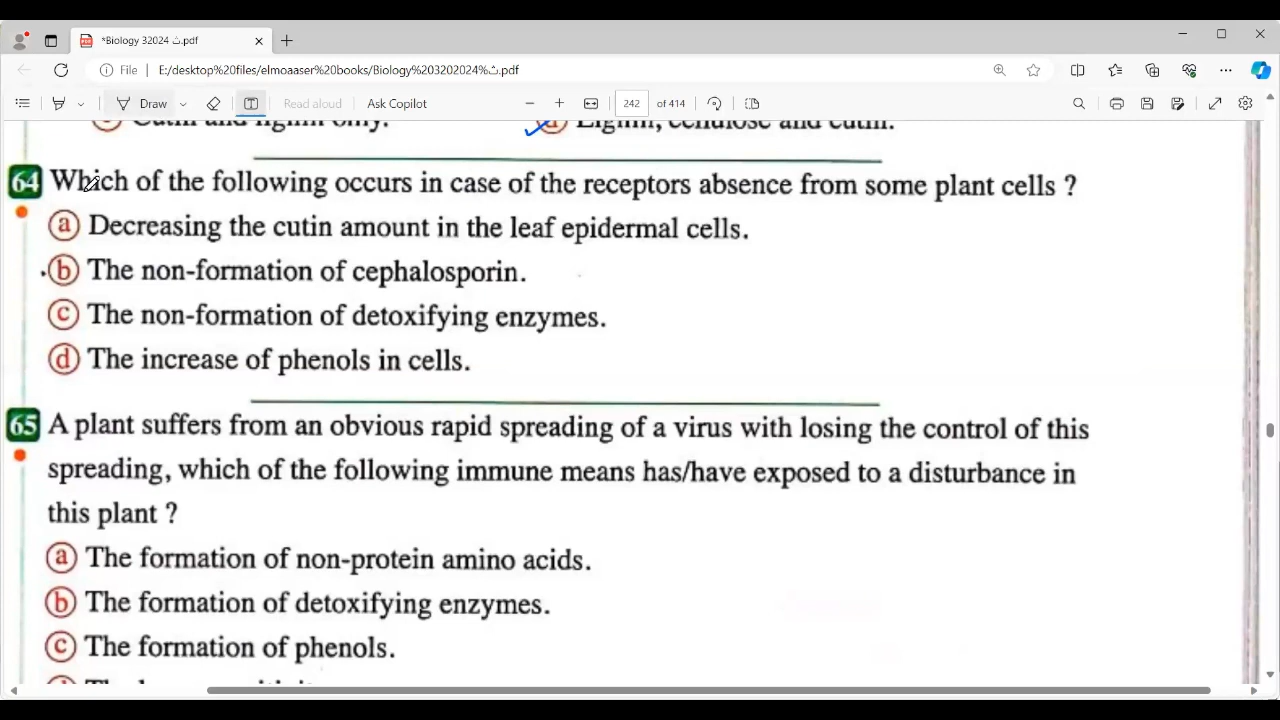 *Biology 32024 ث.pdf
File E:/desktop%20files/elmoaaser%20books/Biology%203202024%ث.pdf
Draw Read aloud Ask Copilot 242 of 414
Cutin and lignin only. Lignin, cellulose and cutin.
64 Which of the following occurs in case of the receptors absence from some plant cells ?
a Decreasing the cutin amount in the leaf epidermal cells.
b The non-formation of cephalosporin.
c The non-formation of detoxifying enzymes.
d The increase of phenols in cells.
65 A plant suffers from an obvious rapid spreading of a virus with losing the control of this
spreading, which of the following immune means has/have exposed to a disturbance in
this plant ?
a The formation of non-protein amino acids.
b The formation of detoxifying enzymes.
c The formation of phenols.